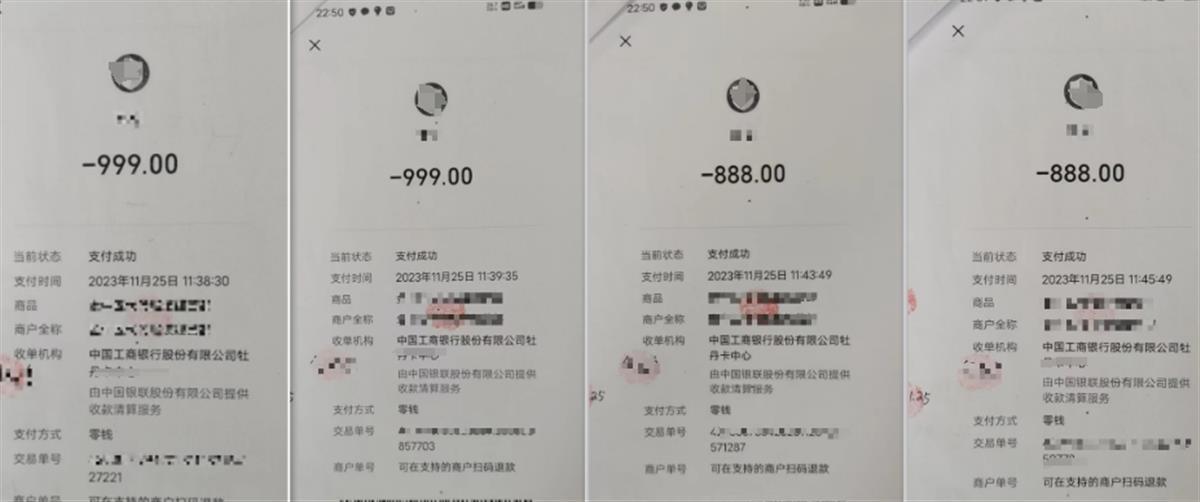 -999.00
当前状态 支付成功
支付时间 2023年11月25日 11:38:30
商品
商户全称
收单机构 中国工商银行股份有限公司牡
由中国银联股份有限公司提供
收款清算服务
支付方式 零钱
交易单号
27221
可在支持的商户扫码退款
22:50
-999.00
当前状态 支付成功
支付时间 2023年11月25日 11:39:35
商品
商户全称
收单机构 中国工商银行股份有限公司牡
丹卡中心
由中国银联股份有限公司提供
收款清算服务
支付方式 零钱
交易单号
857703
商户单号 可在支持的商户扫码退款
22:50
-888.00
当前状态 支付成功
支付时间 2023年11月25日 11:43:49
商品
商户全称
收单机构 中国工商银行股份有限公司牡
丹卡中心
由中国银联股份有限公司提供
收款清算服务
25
支付方式 零钱
交易单号
571287
商户单号 可在支持的商户扫码退款
-888.00
当前状态 支付成功
支付时间 2023年11月25日 11:45:49
商品
商户全称
收单机构 中国工商银行股份有限公司牡
丹卡中心
由中国银联股份有限公司提供
收款清算服务
1.25
支付方式 零钱
交易单号
商户单号 可在支持的商户扫码退款